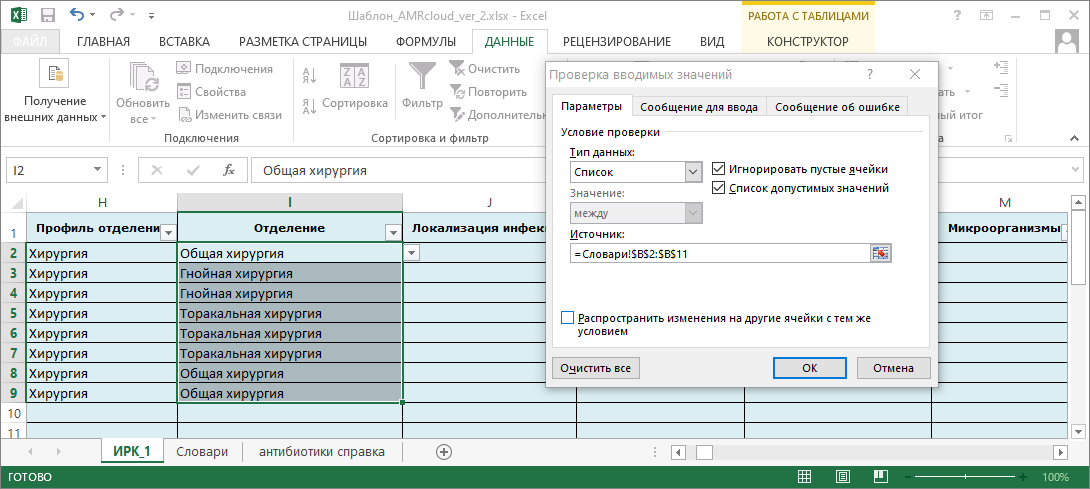 Шаблон_AMRcloud_ver_2.xlsx - Excel
РАБОТА С ТАБЛИЦАМИ
?
ФАЙЛ ГЛАВНАЯ ВСТАВКА РАЗМЕТКА СТРАНИЦЫ ФОРМУЛЫ ДАННЫЕ РЕЦЕНЗИРОВАНИЕ ВИД КОНСТРУКТОР
Получение
внешних данных
Обновить
все
Подключения
Свойства
Изменить связи
Подключения
Сортировка
Фильтр
Очистить
Повторить
Дополнительн
Сортировка и фильтр
ый итог
Проверка вводимых значений ?
Параметры Сообщение для ввода Сообщение об ошибке
Условие проверки
Тип данных:
Список
Игнорировать пустые ячейки
Значение:
Список допустимых значений
между
Источник:
=Словари!$B$2:$B$11
Распространить изменения на другие ячейки с тем же
условием
Очистить все ОК Отмена
I2 fx Общая хирургия
H I J M
1 Профиль отделени Отделение Локализация инфек Микроорганизмы
2 Хирургия Общая хирургия
3 Хирургия Гнойная хирургия
4 Хирургия Гнойная хирургия
5 Хирургия Торакальная хирургия
6 Хирургия Торакальная хирургия
7 Хирургия Торакальная хирургия
8 Хирургия Общая хирургия
9 Хирургия Общая хирургия
10
11
ИРК_1 Словари антибиотики справка
ГОТОВО 100%